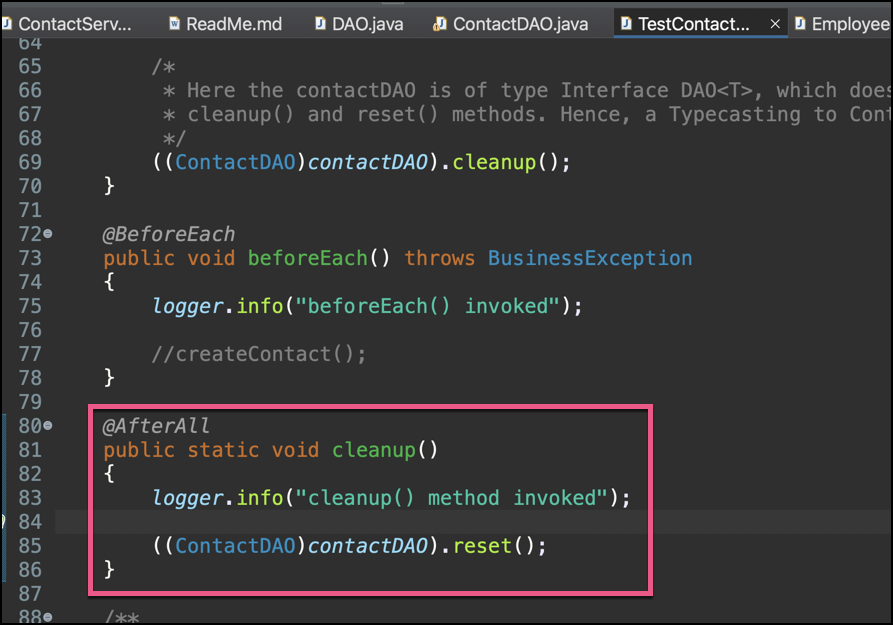 ContactServ... ReadMe.md DAO.java ContactDAO.java TestContact... × Employee
64
65 /*
66 * Here the contactDAO is of type Interface DAO<T>, which does
67 * cleanup() and reset() methods. Hence, a Typecasting to Cont
68 */
69 ((ContactDAO)contactDAO).cleanup();
70 }
71
72 @BeforeEach
73 public void beforeEach() throws BusinessException
74 {
75 logger.info("beforeEach() invoked");
76
77 //createContact();
78 }
79
80 @AfterAll
81 public static void cleanup()
82 {
83 logger.info("cleanup() method invoked");
84
85 ((ContactDAO)contactDAO).reset();
86 }
87
88 /**